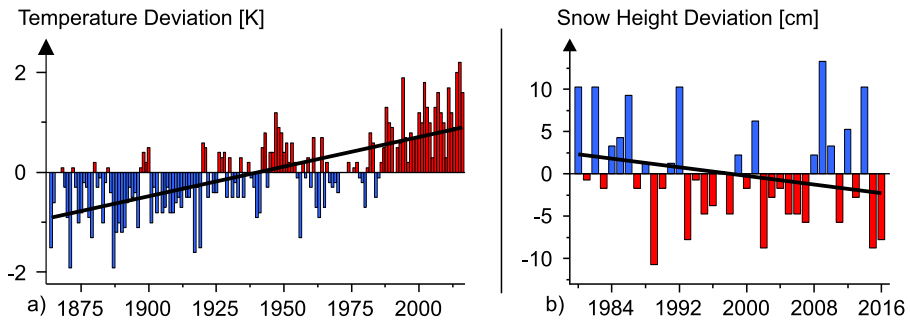 Temperature Deviation [K]
2
0
-2
1875 1900 1925 1950 1975 2000
a)
Snow Height Deviation [cm]
10
5
0
-5
-10
1984 1992 2000 2008 2016
b)